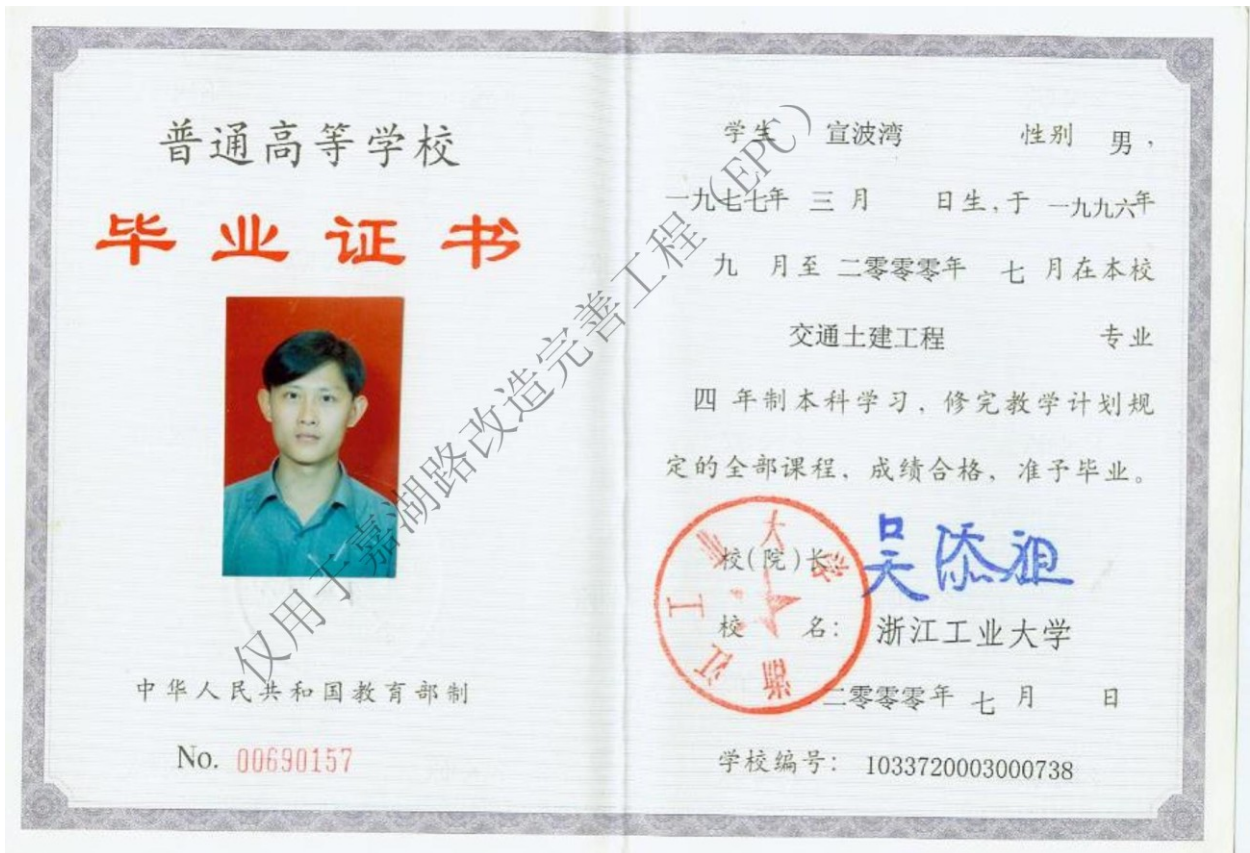 普通高等学校
毕业证书
中华人民共和国教育部制
No. 00690157
学生 宣波湾 性别 男,
一九七七年 三月 日生,于 一九九六年
九 月至 二零零零年 七 月在本校
交通土建工程 专业
四 年制本科学习,修完教学计划规
定的全部课程,成绩合格,准予毕业。
校(院)长: 吴添祖
校 名: 浙江工业大学
二零零零年 七 月 日
学校编号: 1033720003000738
浙江工业大学
仅用于嘉湖路改造完善工程(EPC)